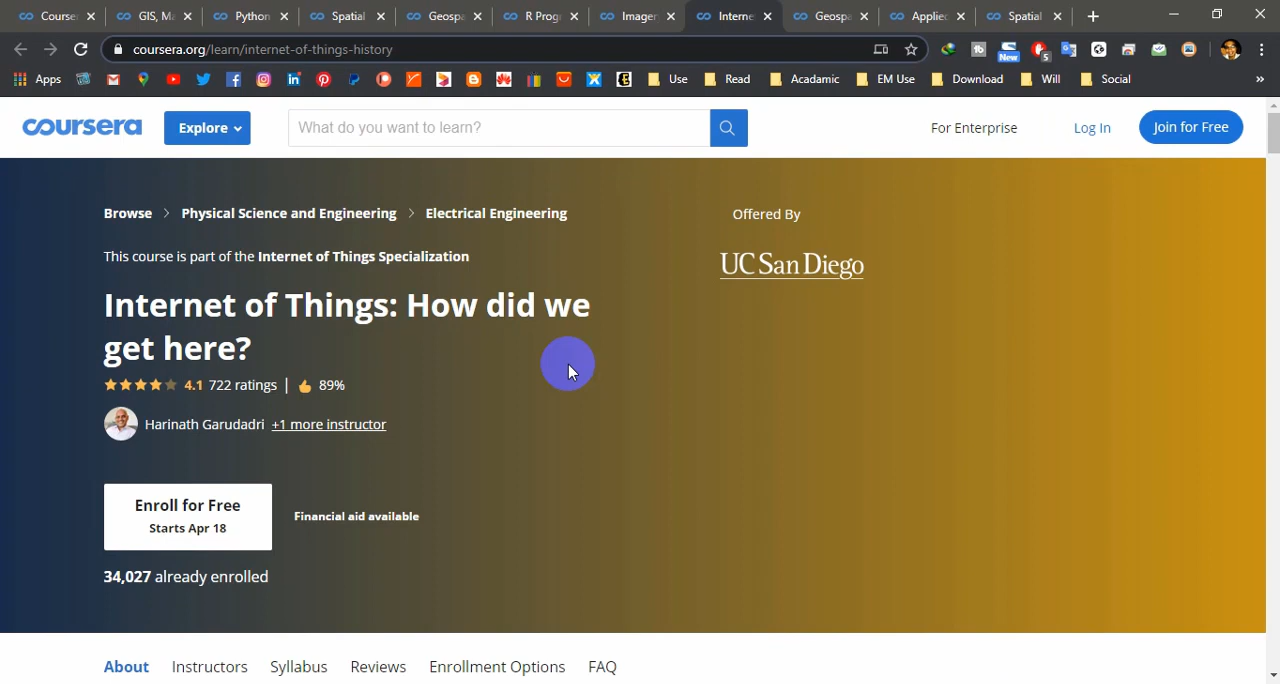 Course
GIS, Ma
Python
Spatial
Geospa
R Prog
Imager
Interne
Geospa
Applie
Spatial
coursera.org/learn/internet-of-things-history
New
5
Apps
Use
Read
Acadamic
EM Use
Download
Will
Social
»
coursera
Explore
What do you want to learn?
For Enterprise
Log In
Join for Free
Browse > Physical Science and Engineering > Electrical Engineering
Offered By
This course is part of the Internet of Things Specialization
UC San Diego
Internet of Things: How did we
get here?
4.1 722 ratings | 89%
Harinath Garudadri +1 more instructor
Enroll for Free
Starts Apr 18
Financial aid available
34,027 already enrolled
About
Instructors
Syllabus
Reviews
Enrollment Options
FAQ